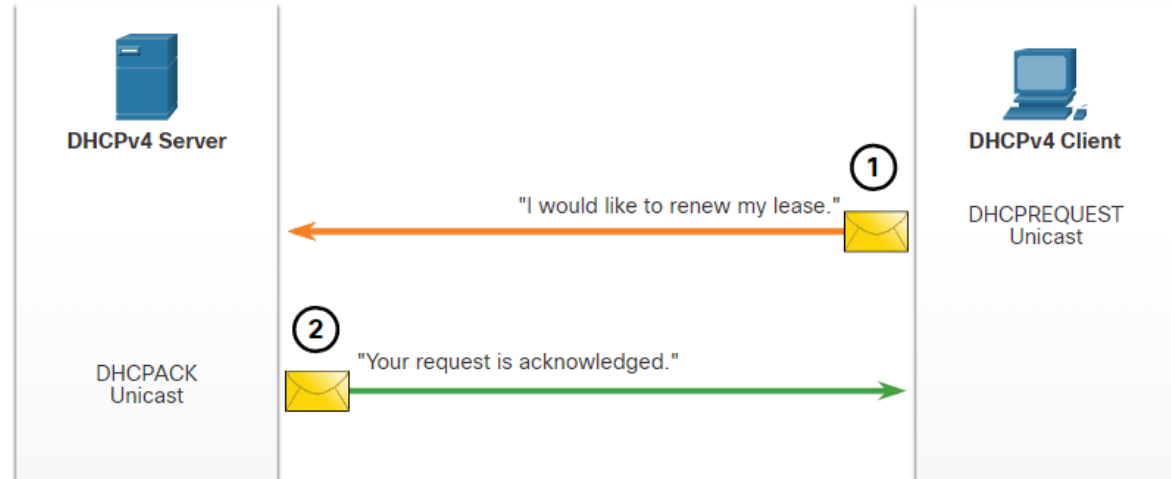 DHCPv4 Server
DHCPv4 Client
1
"I would like to renew my lease."
DHCPREQUEST
Unicast
2
"Your request is acknowledged."
DHCPACK
Unicast